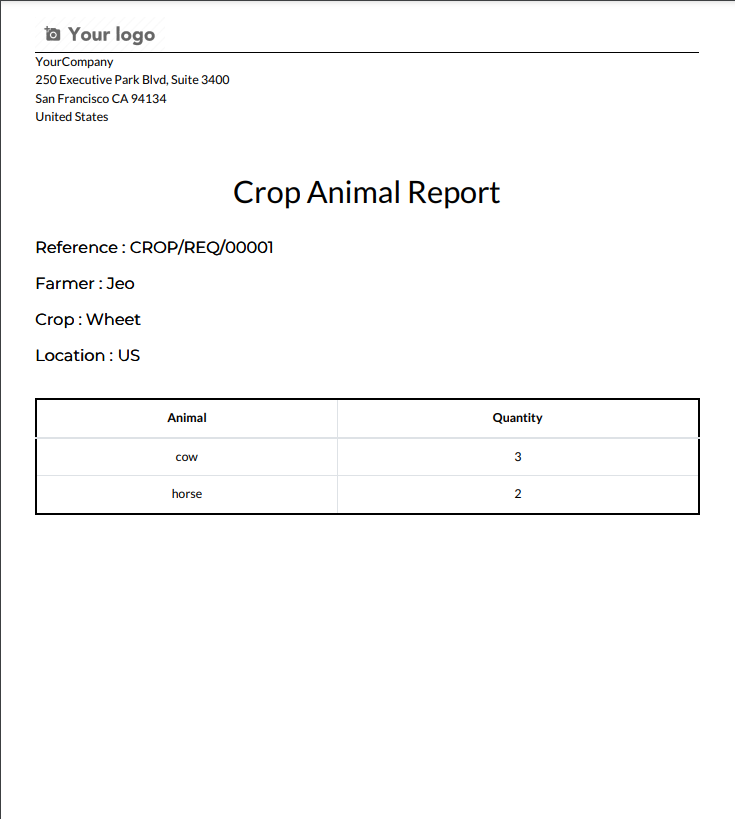 Your logo
YourCompany
250 Executive Park Blvd, Suite 3400
San Francisco CA 94134
United States
Crop Animal Report
Reference : CROP/REQ/00001
Farmer : Jeo
Crop : Wheet
Location : US
Animal Quantity
cow 3
horse 2